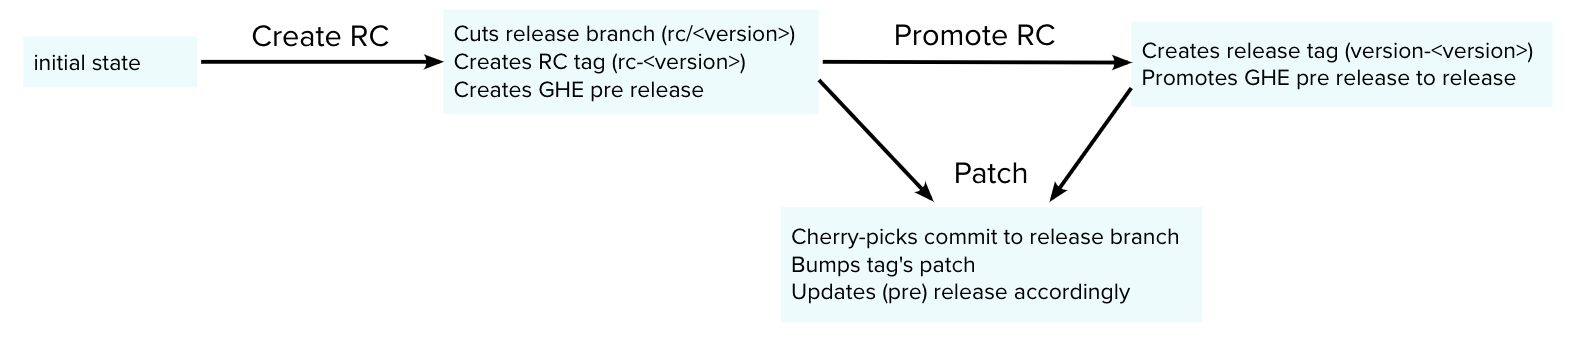 initial state
Create RC
Cuts release branch (rc/<version>)
Creates RC tag (rc-<version>)
Creates GHE pre release
Promote RC
Creates release tag (version-<version>)
Promotes GHE pre release to release
Patch
Cherry-picks commit to release branch
Bumps tag's patch
Updates (pre) release accordingly